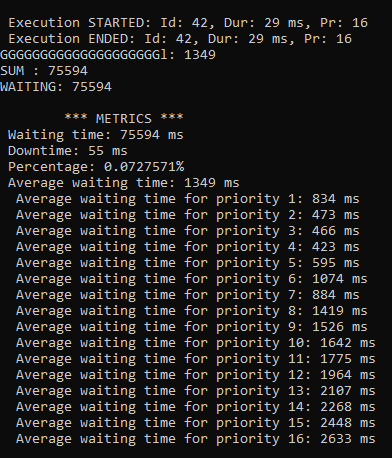 Execution STARTED: Id: 42, Dur: 29 ms, Pr: 16
Execution ENDED: Id: 42, Dur: 29 ms, Pr: 16
GGGGGGGGGGGGGGGGGGGGl: 1349
SUM : 75594
WAITING: 75594
*** METRICS ***
Waiting time: 75594 ms
Downtime: 55 ms
Percentage: 0.0727571%
Average waiting time: 1349 ms
Average waiting time for priority 1: 834 ms
Average waiting time for priority 2: 473 ms
Average waiting time for priority 3: 466 ms
Average waiting time for priority 4: 423 ms
Average waiting time for priority 5: 595 ms
Average waiting time for priority 6: 1074 ms
Average waiting time for priority 7: 884 ms
Average waiting time for priority 8: 1419 ms
Average waiting time for priority 9: 1526 ms
Average waiting time for priority 10: 1642 ms
Average waiting time for priority 11: 1775 ms
Average waiting time for priority 12: 1964 ms
Average waiting time for priority 13: 2107 ms
Average waiting time for priority 14: 2268 ms
Average waiting time for priority 15: 2448 ms
Average waiting time for priority 16: 2633 ms